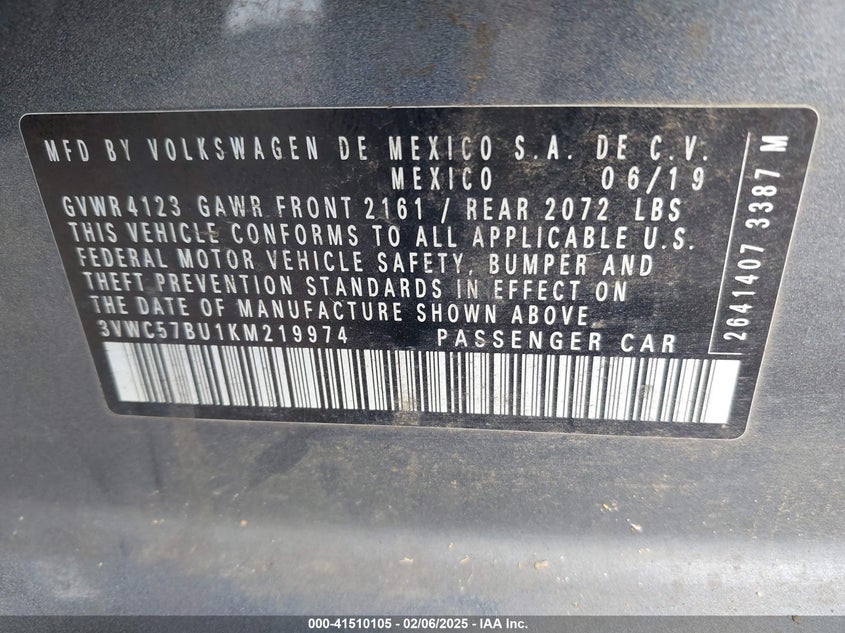 MFD BY VOLKSWAGEN DE MEXICO S.A. DE C.V.
MEXICO 06/19
GVWR 4123 GAWR FRONT 2161 / REAR 2072 LBS
THIS VEHICLE CONFORMS TO ALL APPLICABLE U.S.
FEDERAL MOTOR VEHICLE SAFETY, BUMPER AND
THEFT PREVENTION STANDARDS IN EFFECT ON
THE DATE OF MANUFACTURE SHOWN ABOVE.
3VWC57BU1KM219974 PASSENGER CAR
2641407 3387 M
000-41510105 - 02/06/2025 - IAA Inc.